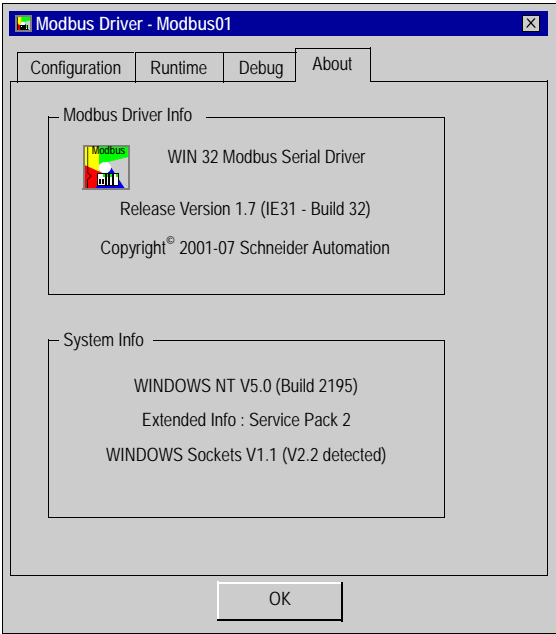 Modbus Driver - Modbus01
Configuration Runtime Debug About
Modbus Driver Info
Modbus
WIN 32 Modbus Serial Driver
Release Version 1.7 (IE31 - Build 32)
Copyright© 2001-07 Schneider Automation
System Info
WINDOWS NT V5.0 (Build 2195)
Extended Info : Service Pack 2
WINDOWS Sockets V1.1 (V2.2 detected)
OK